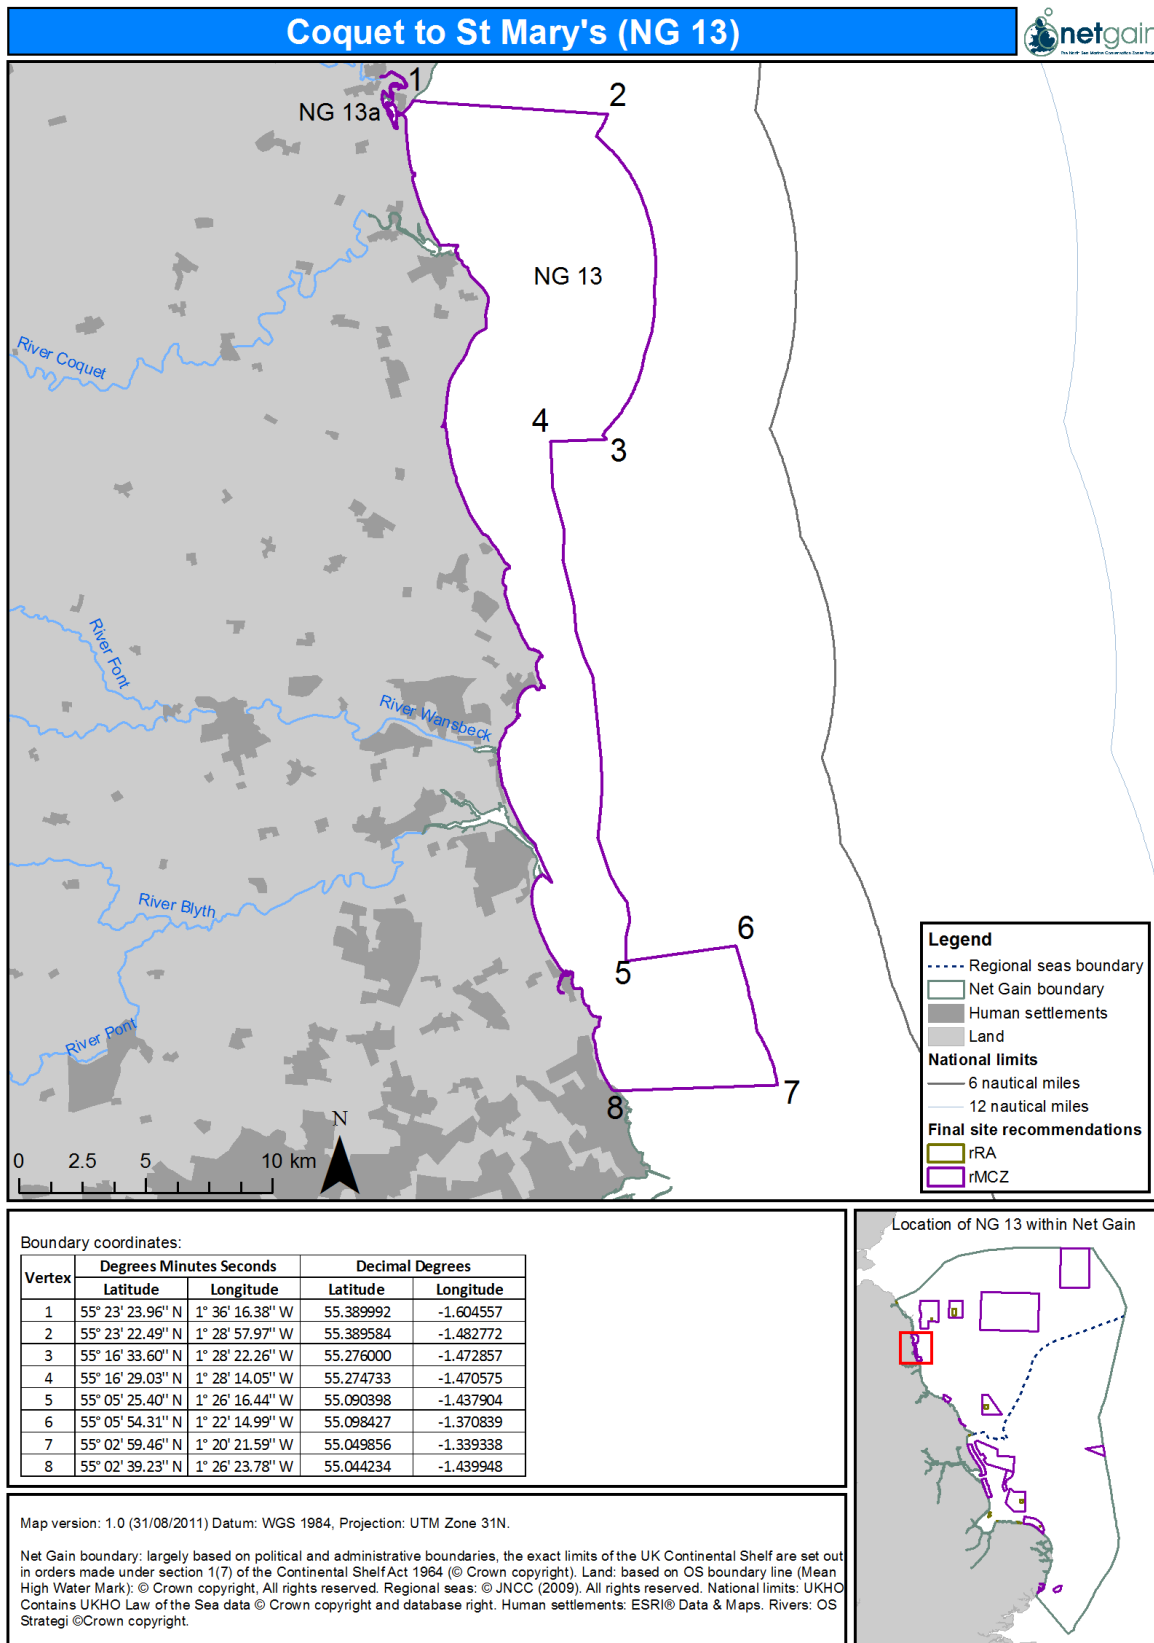 Coquet to St Mary's (NG 13)
netgain
The North Sea Marine Conservation Zones Project
1
2
NG 13a
NG 13
River Coquet
4
3
River Font
River Wansbeck
River Blyth
6
5
River Pont
7
8
N
0 2.5 5 10 km
Legend
Regional seas boundary
Net Gain boundary
Human settlements
Land
National limits
6 nautical miles
12 nautical miles
Final site recommendations
rRA
rMCZ
Boundary coordinates:
Vertex Degrees Minutes Seconds Decimal Degrees
Latitude Longitude Latitude Longitude
1 55° 23' 23.96'' N 1° 36' 16.38'' W 55.389992 -1.604557
2 55° 23' 22.49'' N 1° 28' 57.97'' W 55.389584 -1.482772
3 55° 16' 33.60'' N 1° 28' 22.26'' W 55.276000 -1.472857
4 55° 16' 29.03'' N 1° 28' 14.05'' W 55.274733 -1.470575
5 55° 05' 25.40'' N 1° 26' 16.44'' W 55.090398 -1.437904
6 55° 05' 54.31'' N 1° 22' 14.99'' W 55.098427 -1.370839
7 55° 02' 59.46'' N 1° 20' 21.59'' W 55.049856 -1.339338
8 55° 02' 39.23'' N 1° 26' 23.78'' W 55.044234 -1.439948
Location of NG 13 within Net Gain
Map version: 1.0 (31/08/2011) Datum: WGS 1984, Projection: UTM Zone 31N.
Net Gain boundary: largely based on political and administrative boundaries, the exact limits of the UK Continental Shelf are set out
in orders made under section 1(7) of the Continental Shelf Act 1964 (© Crown copyright). Land: based on OS boundary line (Mean
High Water Mark): © Crown copyright, All rights reserved. Regional seas: © JNCC (2009). All rights reserved. National limits: UKHO
Contains UKHO Law of the Sea data © Crown copyright and database right. Human settlements: ESRI® Data & Maps. Rivers: OS
Strategi ©Crown copyright.